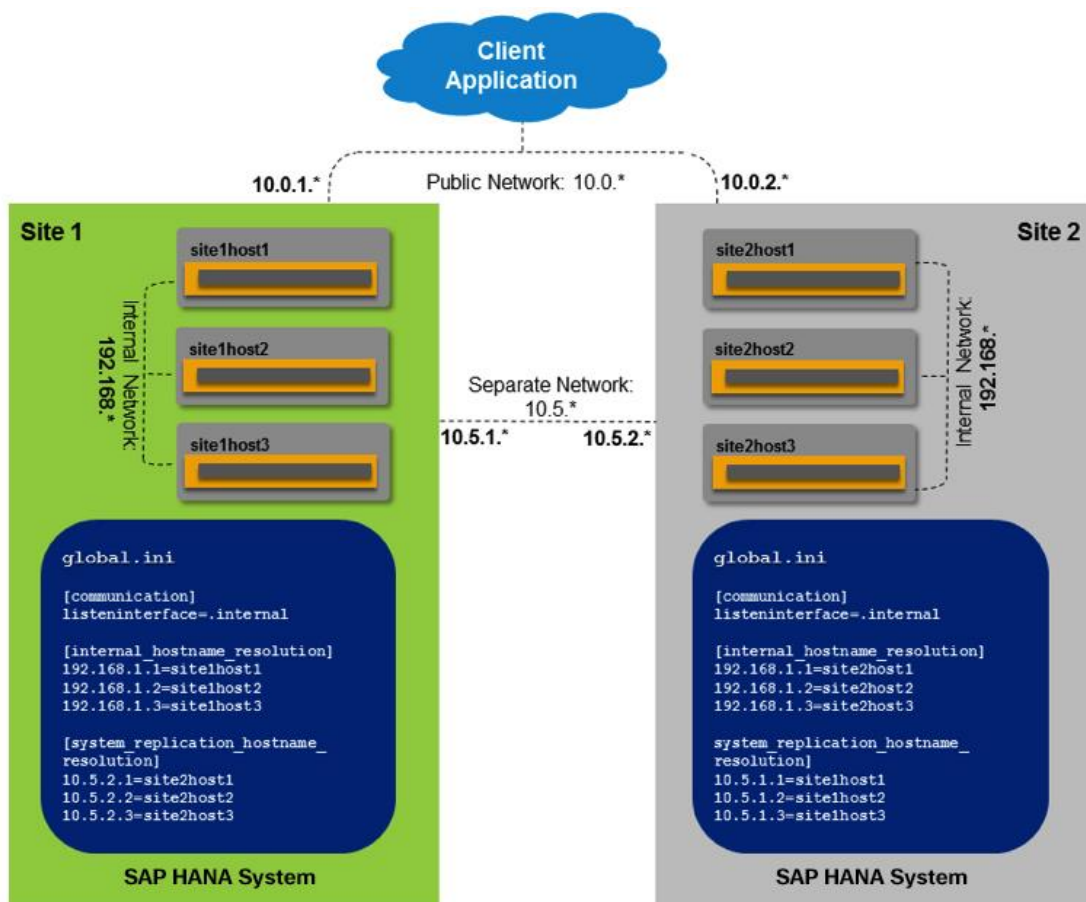 Client
Application
10.0.1.*
Public Network: 10.0.*
10.0.2.*
Site 1
site1host1
site1host2
site1host3
Internal Network:
192.168.*
Separate Network:
10.5.*
10.5.1.*
10.5.2.*
Site 2
site2host1
site2host2
site2host3
Internal Network:
192.168.*
global.ini
[communication]
listeninterface=.internal
[internal_hostname_resolution]
192.168.1.1=site1host1
192.168.1.2=site1host2
192.168.1.3=site1host3
[system_replication_hostname_
resolution]
10.5.2.1=site2host1
10.5.2.2=site2host2
10.5.2.3=site2host3
SAP HANA System
global.ini
[communication]
listeninterface=.internal
[internal_hostname_resolution]
192.168.1.1=site2host1
192.168.1.2=site2host2
192.168.1.3=site2host3
system_replication_hostname_
resolution]
10.5.1.1=site1host1
10.5.1.2=site1host2
10.5.1.3=site1host3
SAP HANA System